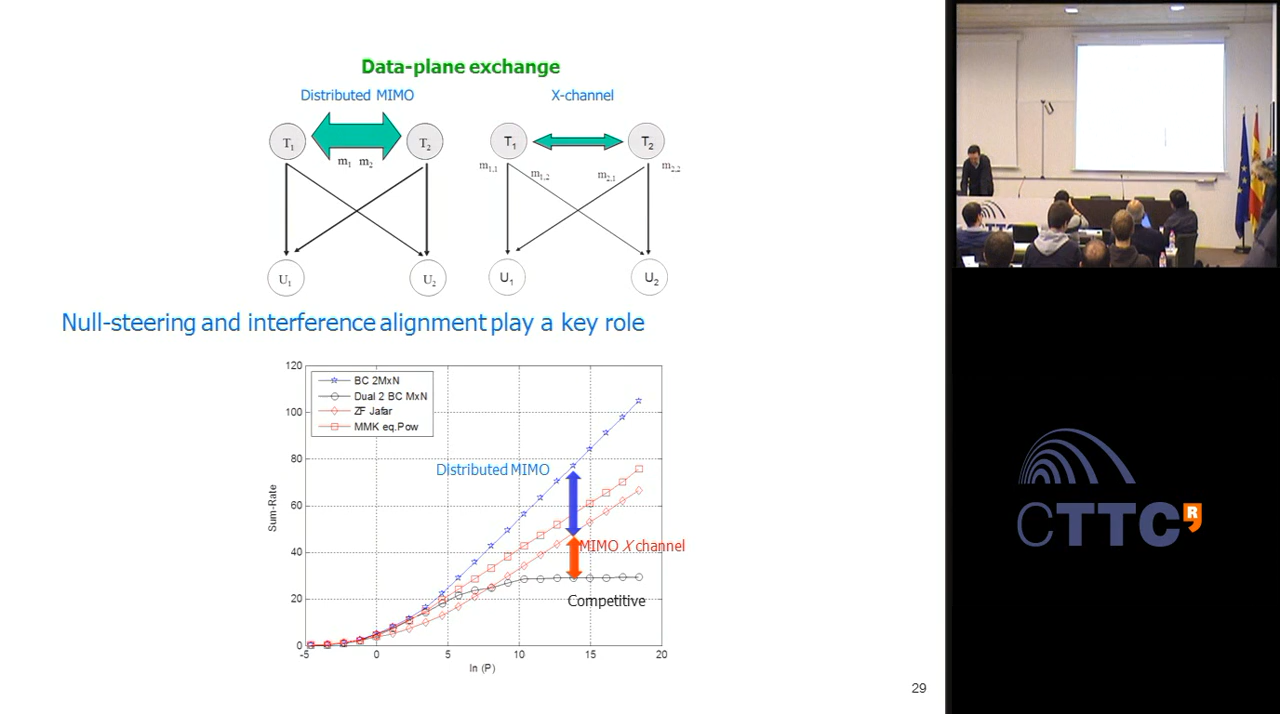 Data-plane exchange
Distributed MIMO
X-channel
T1
T2
T1
T2
m1 m2
m1,1
m1,2
m2,1
m2,2
U1
U2
U1
U2
Null-steering and interference alignment play a key role
120
100
80
60
40
20
0
BC 2MxN
Dual 2 BC MxN
ZF Jafar
MMK eq.Pow
Sum-Rate
Distributed MIMO
MIMO X channel
Competitive
-5
0
5
10
15
20
ln (P)
29
CTTC
R